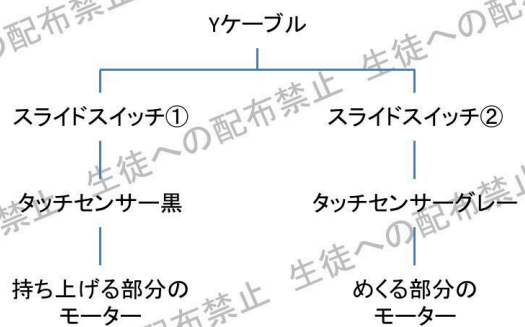 Yケーブル
スライドスイッチ①
スライドスイッチ②
タッチセンサー黒
タッチセンサーグレー
持ち上げる部分の
モーター
めくる部分の
モーター
生徒への配布禁止
生徒への配布禁止
生徒への配布禁止